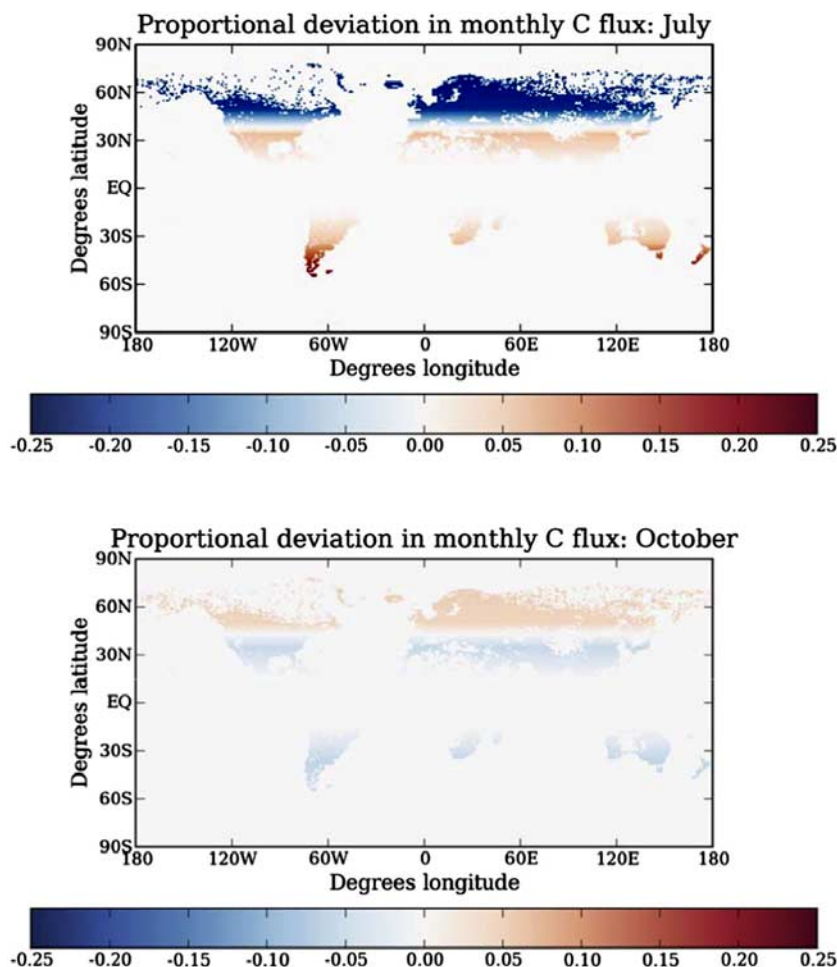 Proportional deviation in monthly C flux: July
90N
60N
30N
EQ
30S
60S
90S
Degrees latitude
180 120W 60W 0 60E 120E 180
Degrees longitude
-0.25 -0.20 -0.15 -0.10 -0.05 0.00 0.05 0.10 0.15 0.20 0.25
Proportional deviation in monthly C flux: October
90N
60N
30N
EQ
30S
60S
90S
Degrees latitude
180 120W 60W 0 60E 120E 180
Degrees longitude
-0.25 -0.20 -0.15 -0.10 -0.05 0.00 0.05 0.10 0.15 0.20 0.25